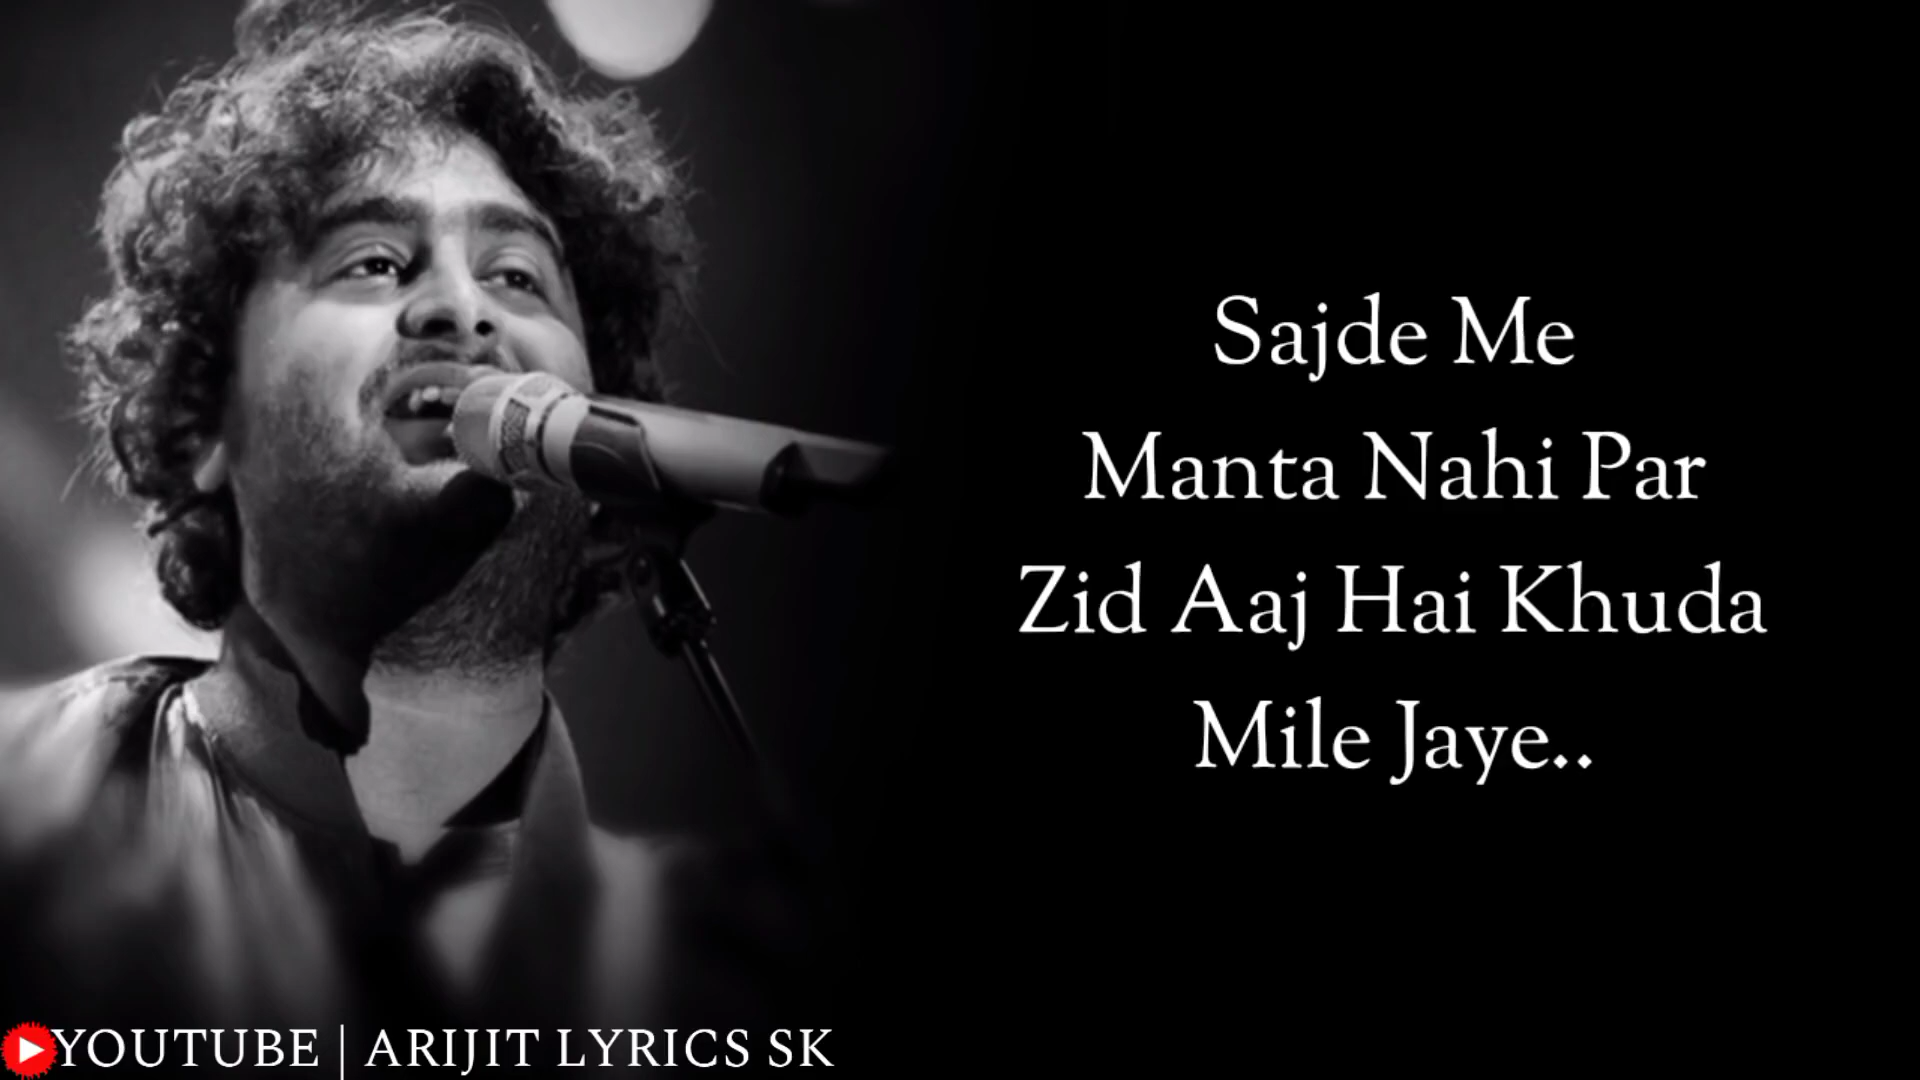 Sajde Me
Manta Nahi Par
Zid Aaj Hai Khuda
Mile Jaye..
YOUTUBE | ARIJIT LYRICS SK